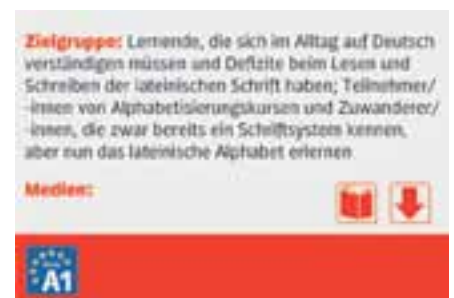 Zielgruppe: Lernende, die sich im Alltag auf Deutsch
verständigen müssen und Defizite beim Lesen und
Schreiben der lateinischen Schrift haben; Teilnehmer/
-innen von Alphabetisierungskursen und Zuwanderer/
-innen, die zwar bereits ein Schriftsystem kennen,
aber nun das lateinische Alphabet erlernen
Medien:
A1